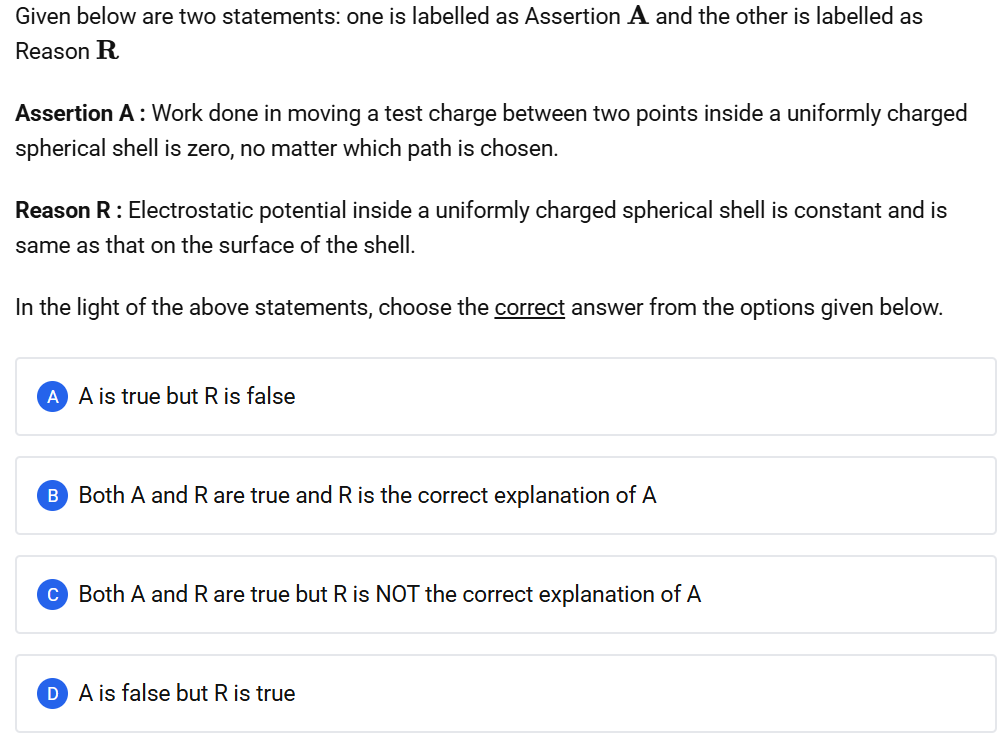 Given below are two statements: one is labelled as Assertion A and the other is labelled as
Reason R
Assertion A : Work done in moving a test charge between two points inside a uniformly charged
spherical shell is zero, no matter which path is chosen.
Reason R : Electrostatic potential inside a uniformly charged spherical shell is constant and is
same as that on the surface of the shell.
In the light of the above statements, choose the correct answer from the options given below.
A A is true but R is false
B Both A and R are true and R is the correct explanation of A
C Both A and R are true but R is NOT the correct explanation of A
D A is false but R is true